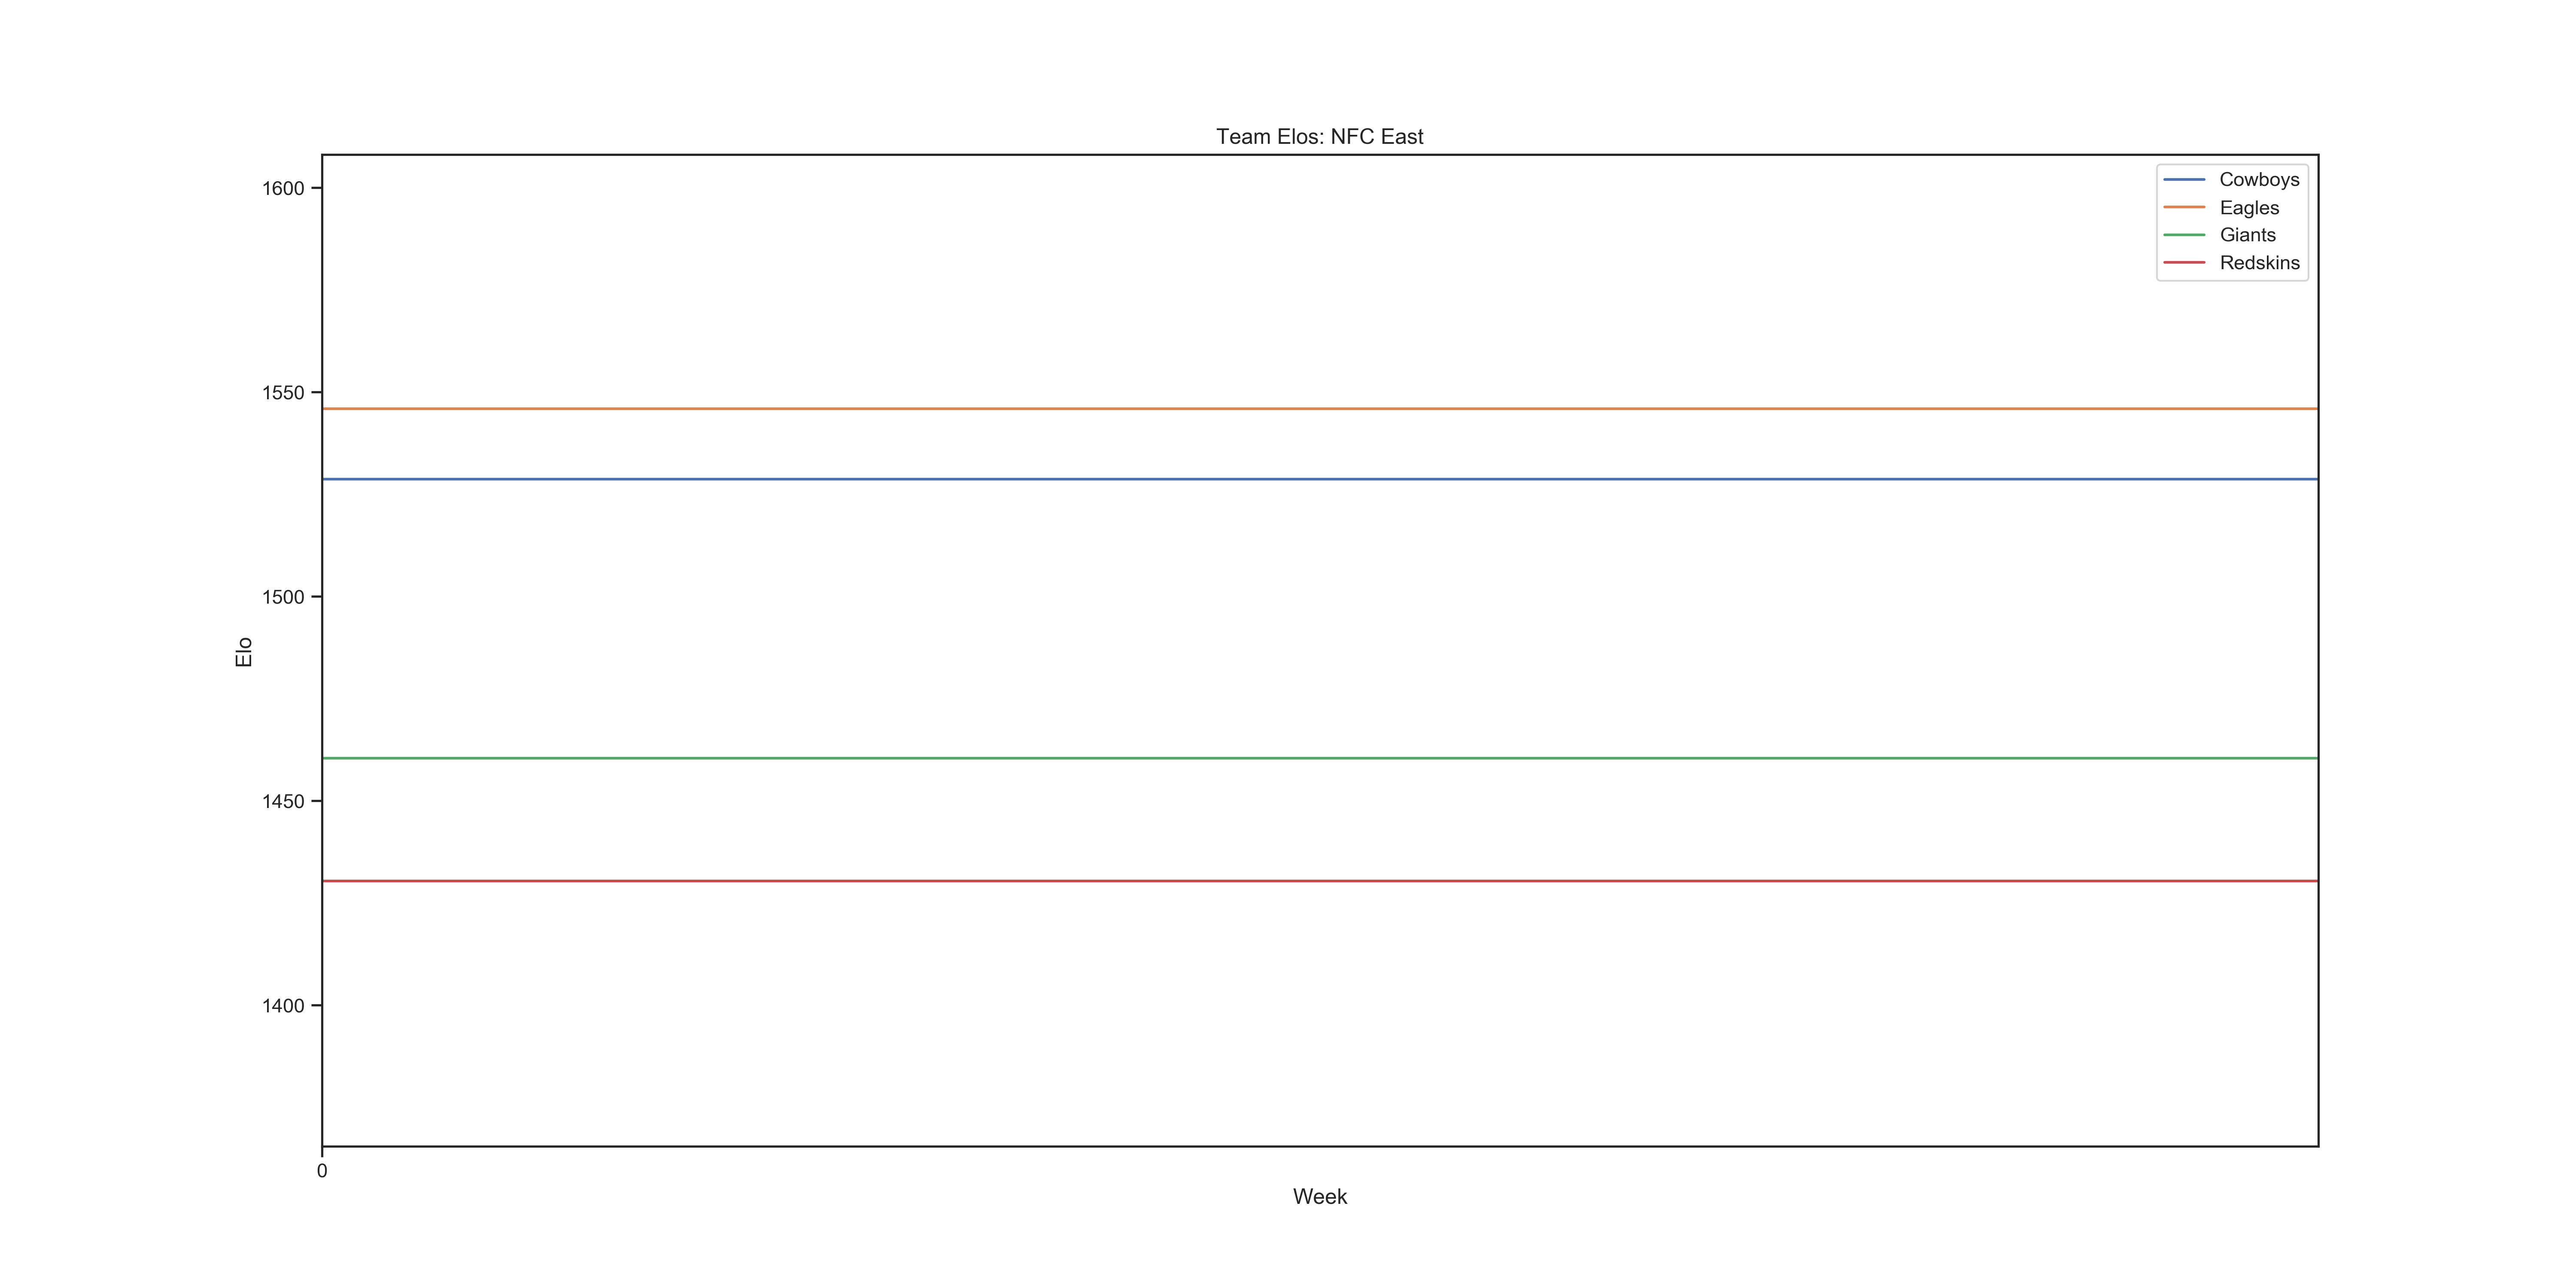 Team Elos: NFC East
1600
1550
1500
1450
1400
Elo
0
Week
Cowboys
Eagles
Giants
Redskins